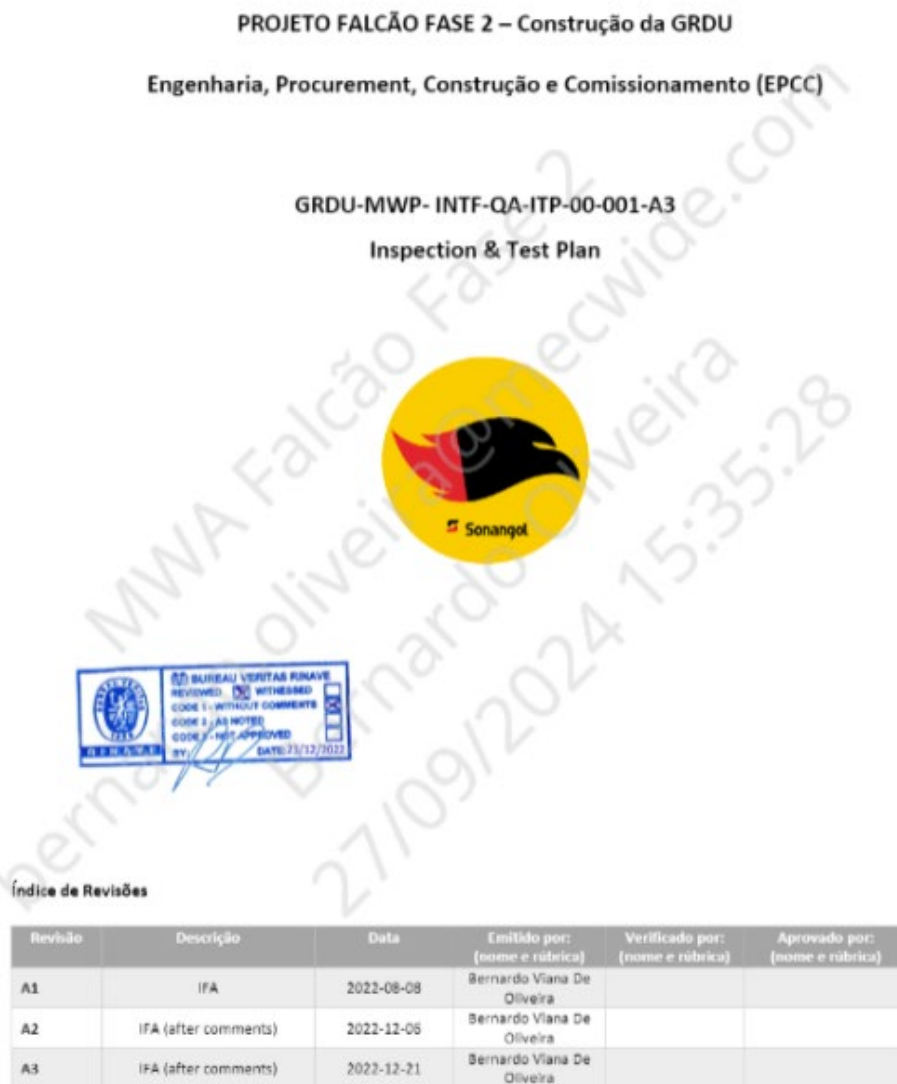 PROJETO FALCÃO FASE 2 – Construção da GRDU
Engenharia, Procurement, Construção e Comissionamento (EPCC)
GRDU-MWP- INTF-QA-ITP-00-001-A3
Inspection & Test Plan
Sonangol
MWA Falcão Fase 2
oliveira@mecwide.com
Bernardo Oliveira
27/09/2024 15:35:28
BUREAU VERITAS RINAVE
REVIEWED WITNESSED
CODE 1 - WITHOUT COMMENTS
CODE 2 - AS NOTED
CODE 3 - NOT APPROVED
BY: DATE: 23/12/2022
RINAVE
Índice de Revisões
Revisão Descrição Data Emitido por: (nome e rúbrica) Verificado por: (nome e rúbrica) Aprovado por: (nome e rúbrica)
A1 IFA 2022-08-08 Bernardo Viana De Oliveira
A2 IFA (after comments) 2022-12-06 Bernardo Viana De Oliveira
A3 IFA (after comments) 2022-12-21 Bernardo Viana De Oliveira